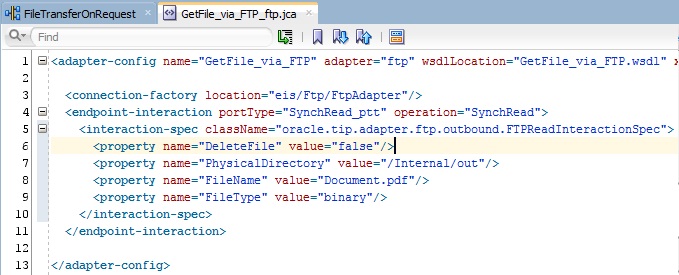 FileTransferOnRequest GetFile_via_FTP_ftp.jca
Find
1 <adapter-config name="GetFile_via_FTP" adapter="ftp" wsdlLocation="GetFile_via_FTP.wsdl" x
2
3 <connection-factory location="eis/Ftp/FtpAdapter"/>
4 <endpoint-interaction portType="SynchRead_ptt" operation="SynchRead">
5 <interaction-spec className="oracle.tip.adapter.ftp.outbound.FTPReadInteractionSpec">
6 <property name="DeleteFile" value="false"/>
7 <property name="PhysicalDirectory" value="/Internal/out"/>
8 <property name="FileName" value="Document.pdf"/>
9 <property name="FileType" value="binary"/>
10 </interaction-spec>
11 </endpoint-interaction>
12
13 </adapter-config>